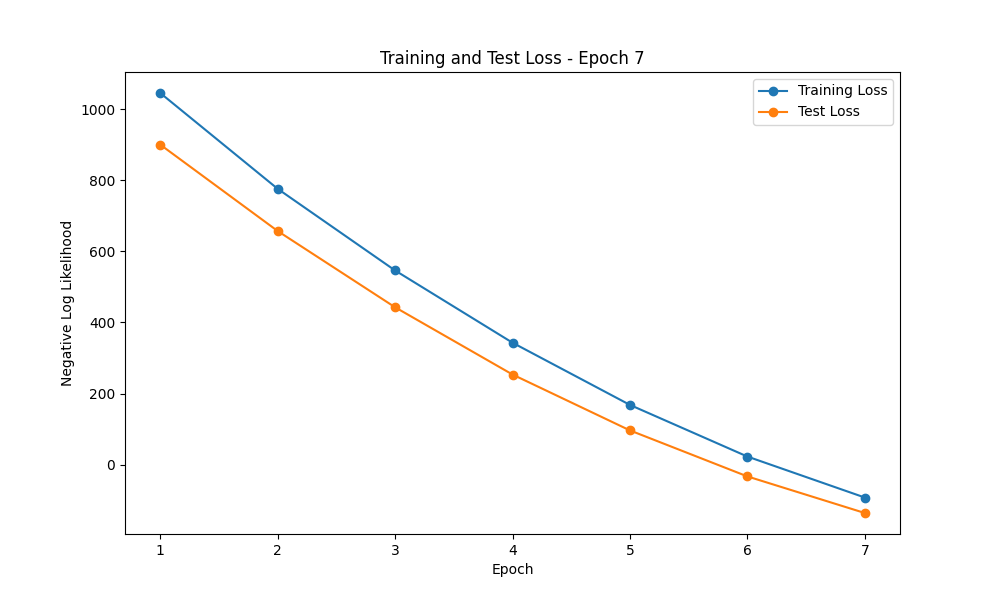 Training and Test Loss - Epoch 7
Training Loss
Test Loss
Negative Log Likelihood
1000
800
600
400
200
0
1 2 3 4 5 6 7
Epoch